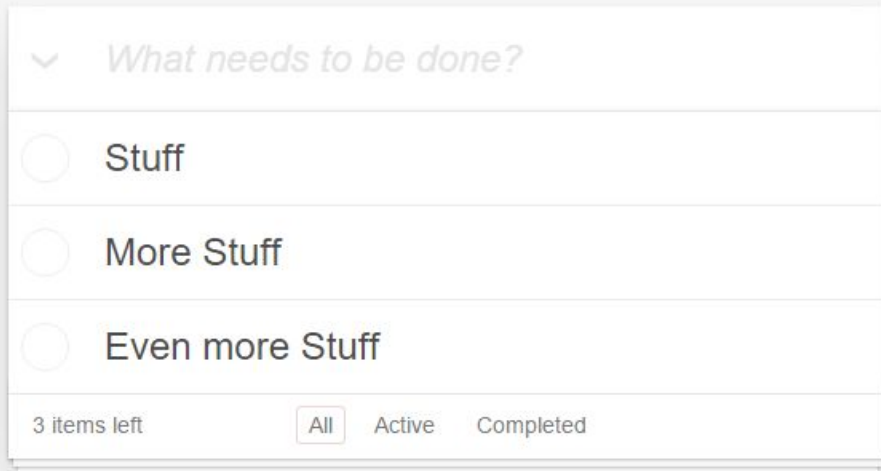 What needs to be done?
Stuff
More Stuff
Even more Stuff
3 items left All Active Completed